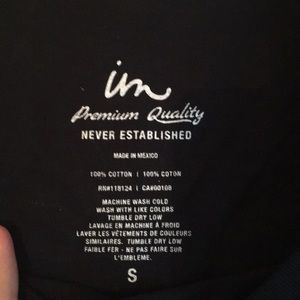 im
Premium Quality
NEVER ESTABLISHED
MADE IN MEXICO
100% COTTON | 100% COTON
RN#118124 | CA#00108
MACHINE WASH COLD
WASH WITH LIKE COLORS
TUMBLE DRY LOW
LAVAGE EN MACHINE À FROID
LAVER LES VÊTEMENTS DE COULEURS
SIMILAIRES. TUMBLE DRY LOW
FAIBLE FER - NE PAS FAIRE SUR
L'EMBLEME.
S